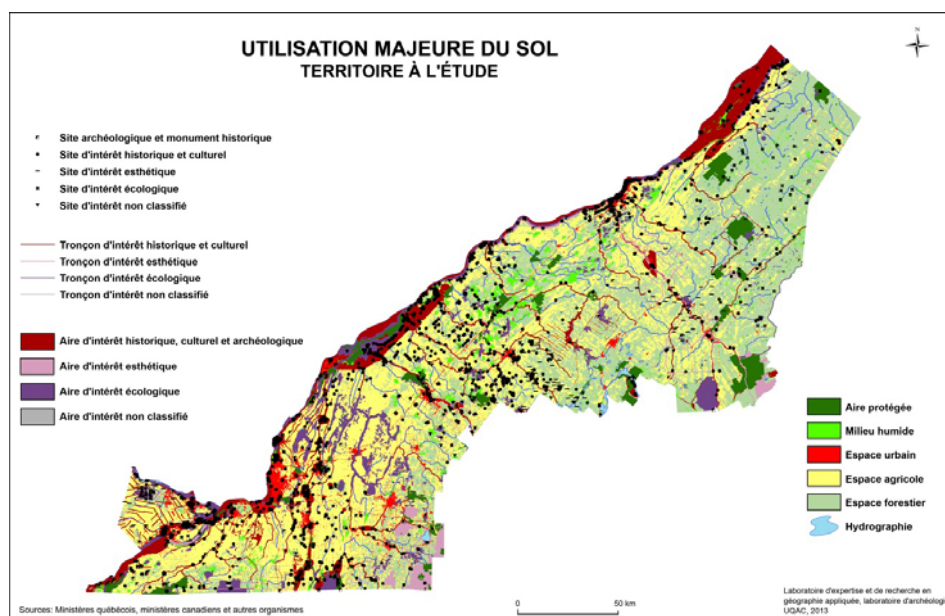 UTILISATION MAJEURE DU SOL
TERRITOIRE À L'ÉTUDE
N
Site archéologique et monument historique
Site d'intérêt historique et culturel
Site d'intérêt esthétique
Site d'intérêt écologique
Site d'intérêt non classifié
Tronçon d'intérêt historique et culturel
Tronçon d'intérêt esthétique
Tronçon d'intérêt écologique
Tronçon d'intérêt non classifié
Aire d'intérêt historique, culturel et archéologique
Aire d'intérêt esthétique
Aire d'intérêt écologique
Aire d'intérêt non classifié
Aire protégée
Milieu humide
Espace urbain
Espace agricole
Espace forestier
Hydrographie
Sources: Ministères québécois, ministères canadiens et autres organismes
0 50 km
Laboratoire d'expertise et de recherche en
géographie appliquée, laboratoire d'archéologi
UQAC, 2013